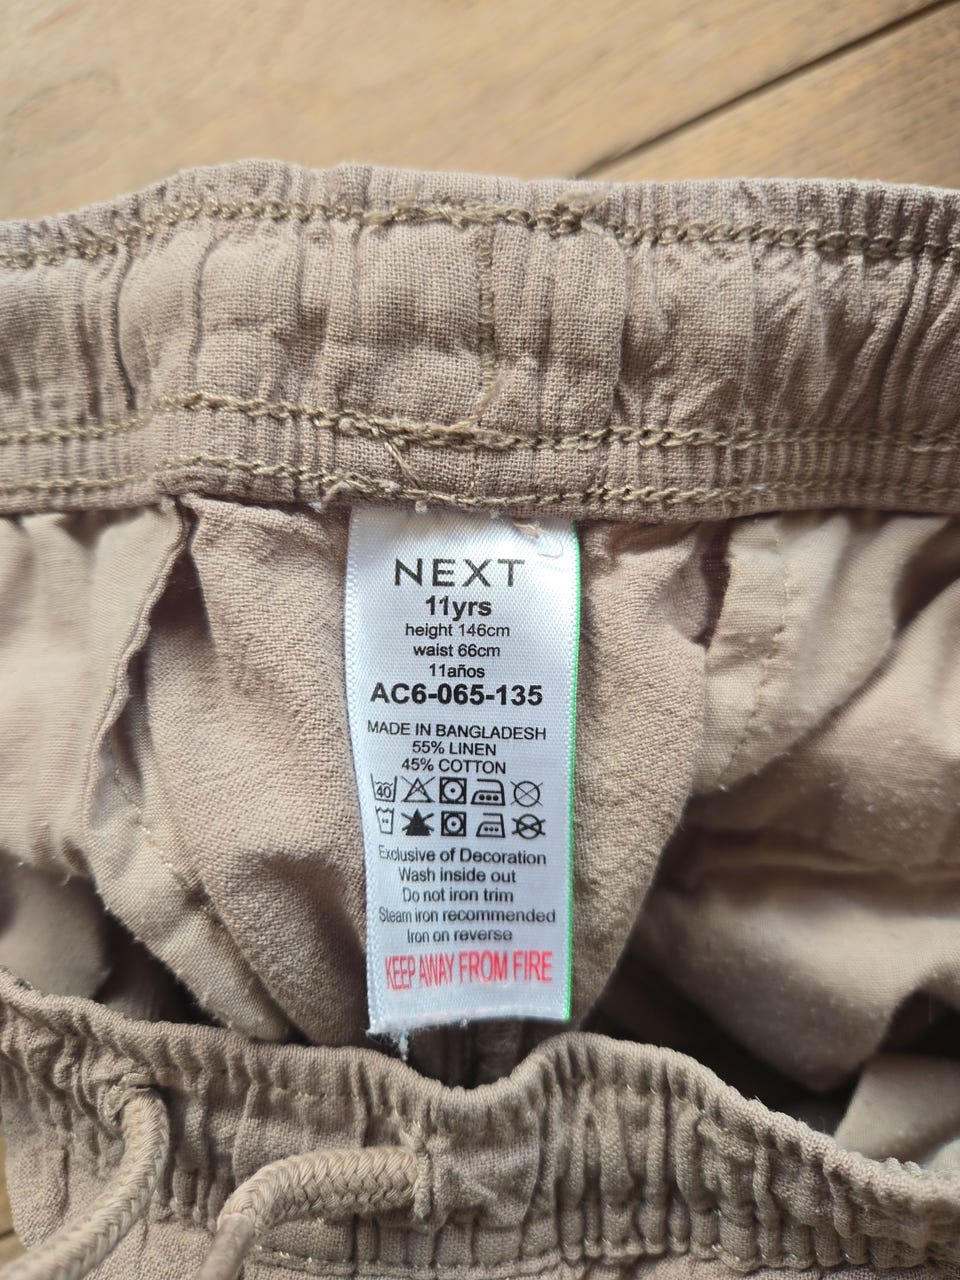 NEXT
11yrs
height 146cm
waist 66cm
11años
AC6-065-135
MADE IN BANGLADESH
55% LINEN
45% COTTON
40
Exclusive of Decoration
Wash inside out
Do not iron trim
Steam iron recommended
Iron on reverse
KEEP AWAY FROM FIRE